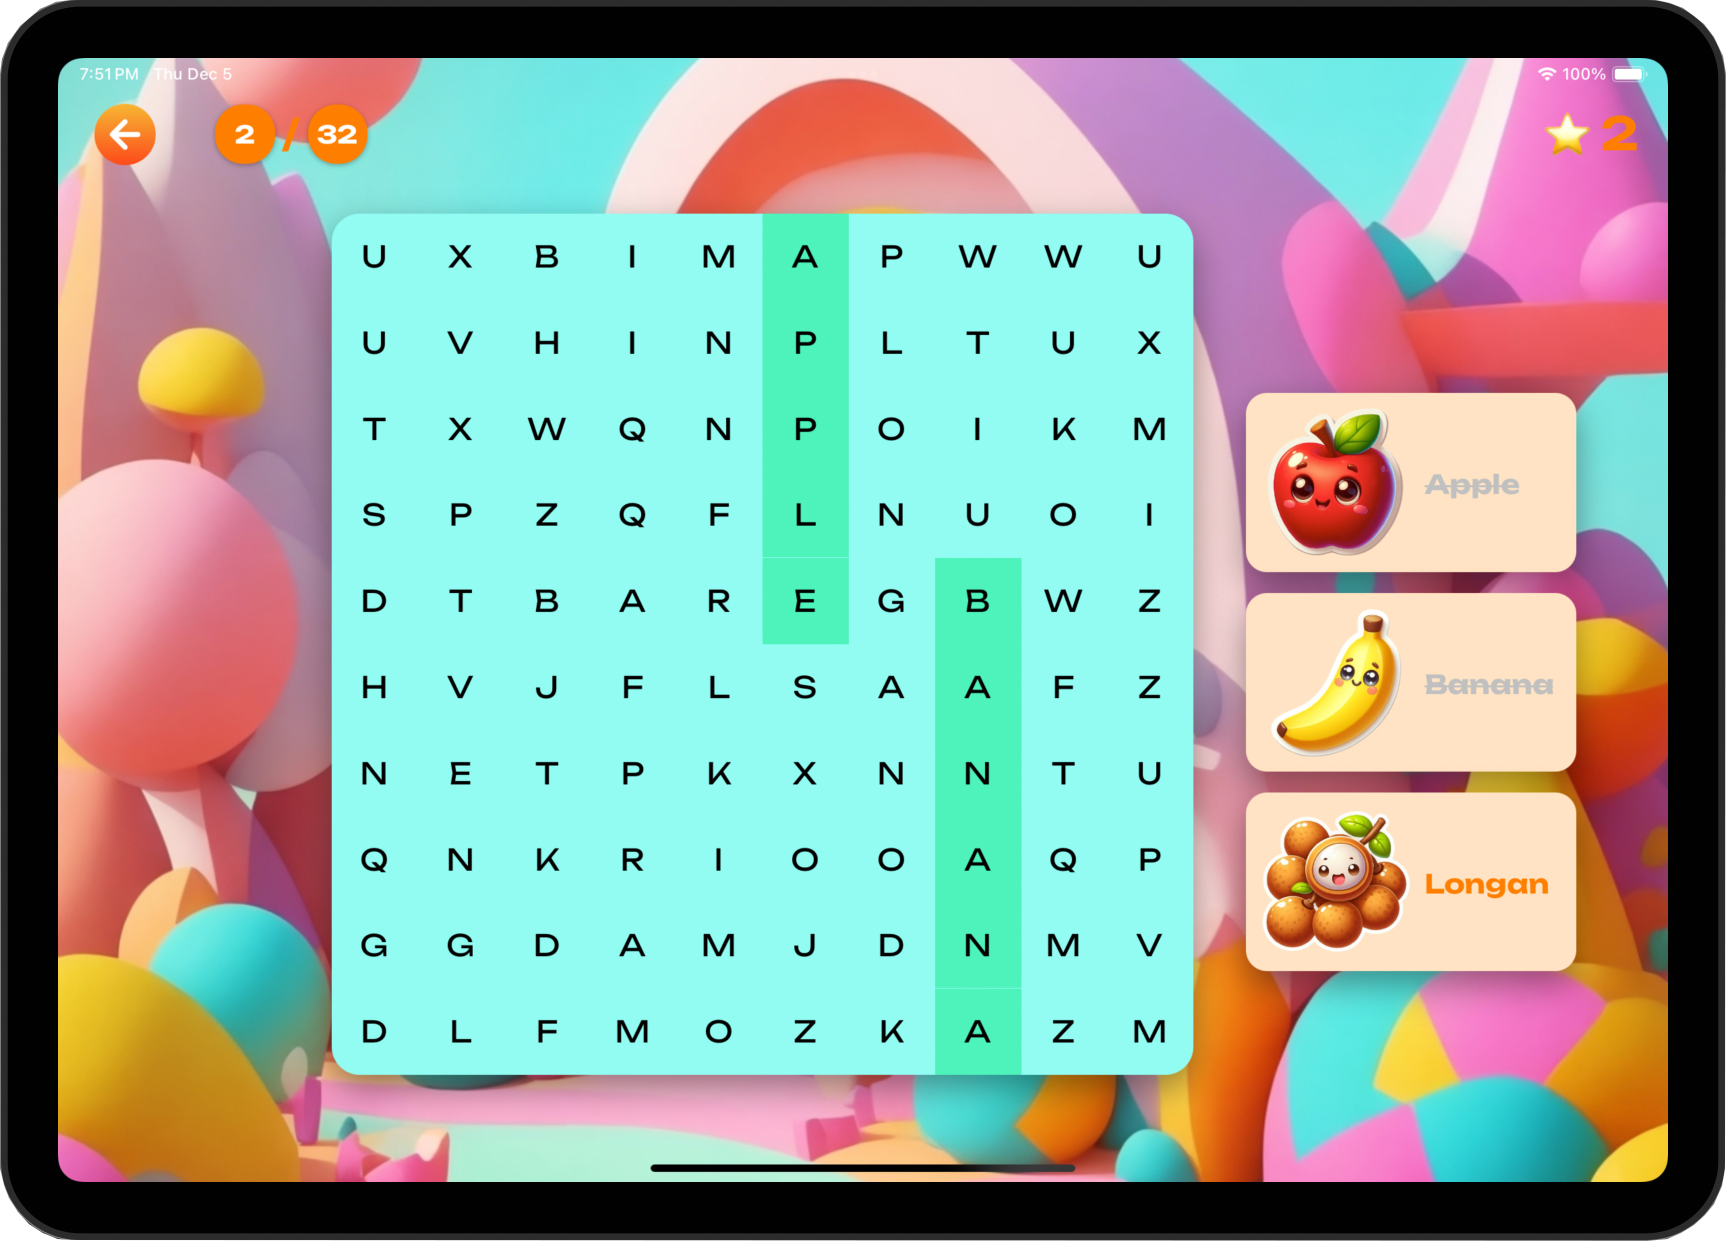 7:51 PM Thu Dec 5
100%
2 / 32
2
U X B I M A P W W U
U V H I N P L T U X
T X W Q N P O I K M
S P Z Q F L N U O I
D T B A R E G B W Z
H V J F L S A A F Z
N E T P K X N N T U
Q N K R I O O A Q P
G G D A M J D N M V
D L F M O Z K A Z M
Apple
Banana
Longan